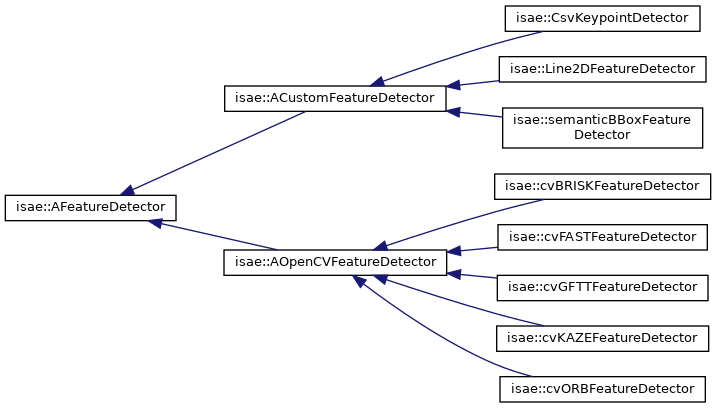 isae::CsvKeypointDetector
isae::Line2DFeatureDetector
isae::ACustomFeatureDetector
isae::semanticBBoxFeature
Detector
isae::AFeatureDetector
isae::cvBRISKFeatureDetector
isae::cvFASTFeatureDetector
isae::AOpenCVFeatureDetector
isae::cvGFTTFeatureDetector
isae::cvKAZEFeatureDetector
isae::cvORBFeatureDetector